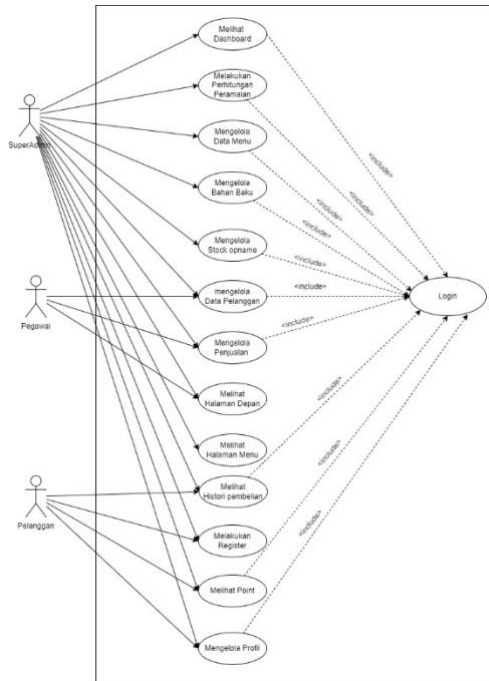 Melihat
Dashboard
Melakukan
Perhitungan
Peramalan
SuperAdmin
Mengelola
Data Menu
Mengelola
Bahan Baku
Mengelola
Stock opname
mengelola
Data Pelanggan
Pegawai
Mengelola
Penjualan
Melihat
Halaman Depan
Melihat
Halaman Menu
Melihat
Histori pembelian
Pelanggan
Melakukan
Register
Melihat Point
Mengelola Profil
<include>
<include>
<include>
<include>
<include>
<include>
<include>
<include>
<include>
<include>
Login